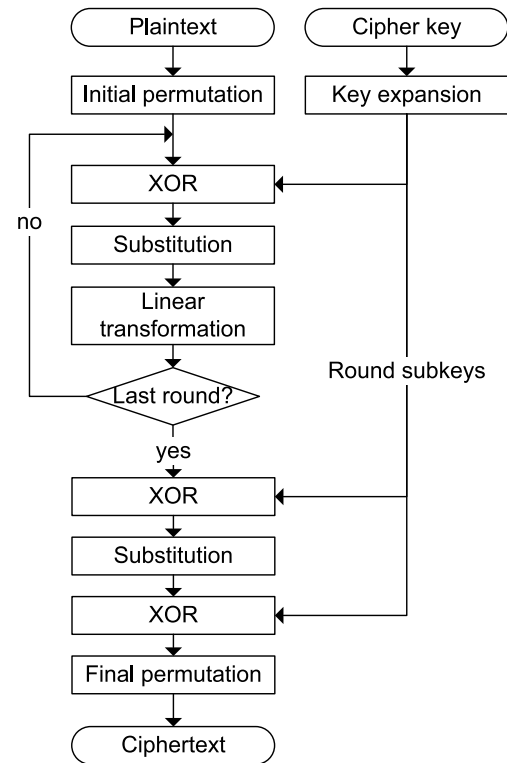 Plaintext
Cipher key
Initial permutation
Key expansion
XOR
no
Substitution
Linear
transformation
Round subkeys
Last round?
yes
XOR
Substitution
XOR
Final permutation
Ciphertext